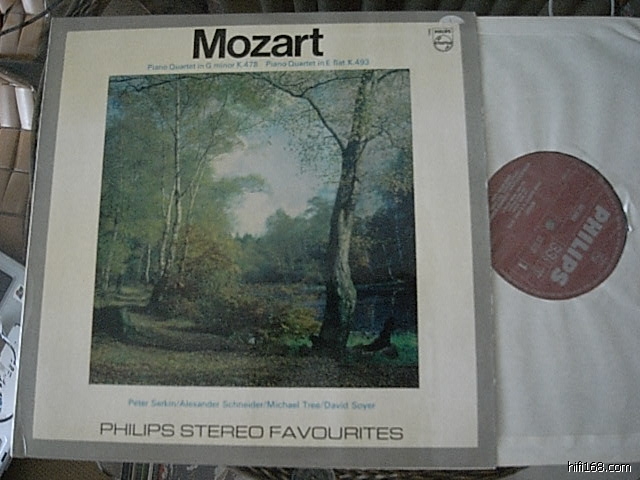 Mozart
Piano Quartet in G minor K.478 Piano Quartet in E flat K.493
PHILIPS
Peter Serkin/Alexander Schneider/Michael Tree/David Soyer
PHILIPS STEREO FAVOURITES
PHILIPS
hifi168.com